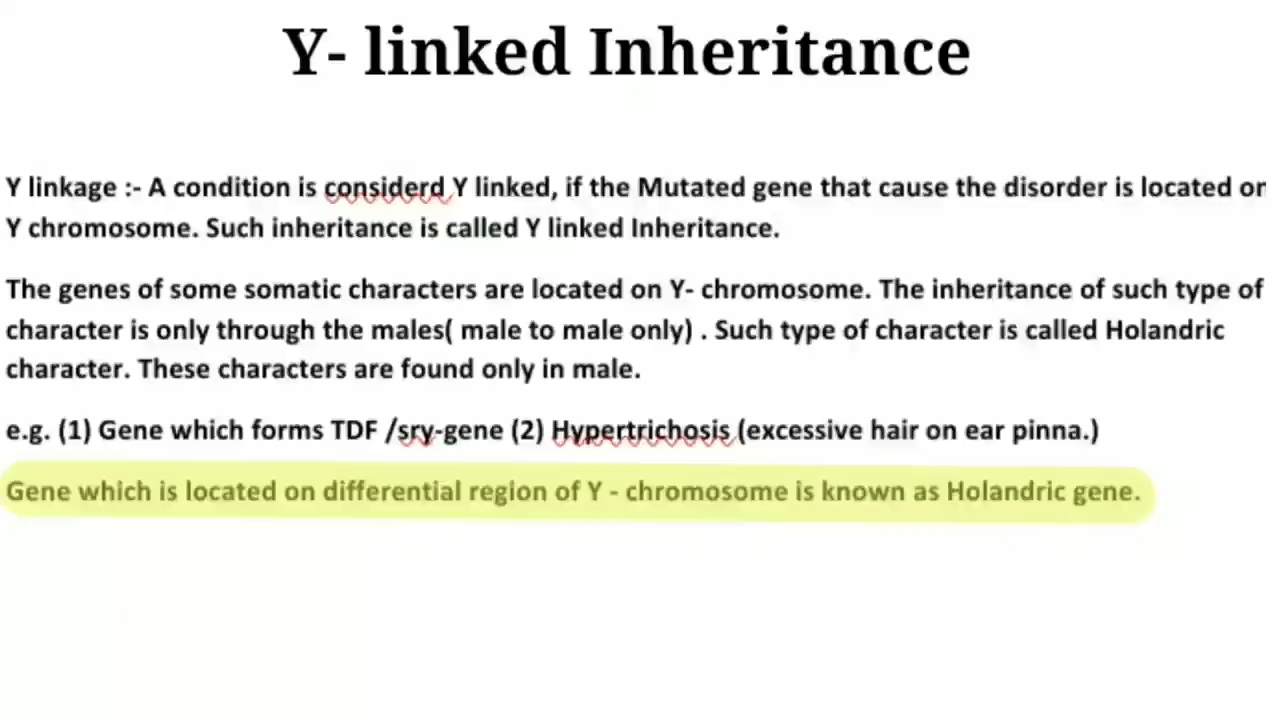 Y- linked Inheritance
Y linkage :- A condition is considerd Y linked, if the Mutated gene that cause the disorder is located or
Y chromosome. Such inheritance is called Y linked Inheritance.
The genes of some somatic characters are located on Y- chromosome. The inheritance of such type of
character is only through the males( male to male only) . Such type of character is called Holandric
character. These characters are found only in male.
e.g. (1) Gene which forms TDF /sry-gene (2) Hypertrichosis (excessive hair on ear pinna.)
Gene which is located on differential region of Y - chromosome is known as Holandric gene.